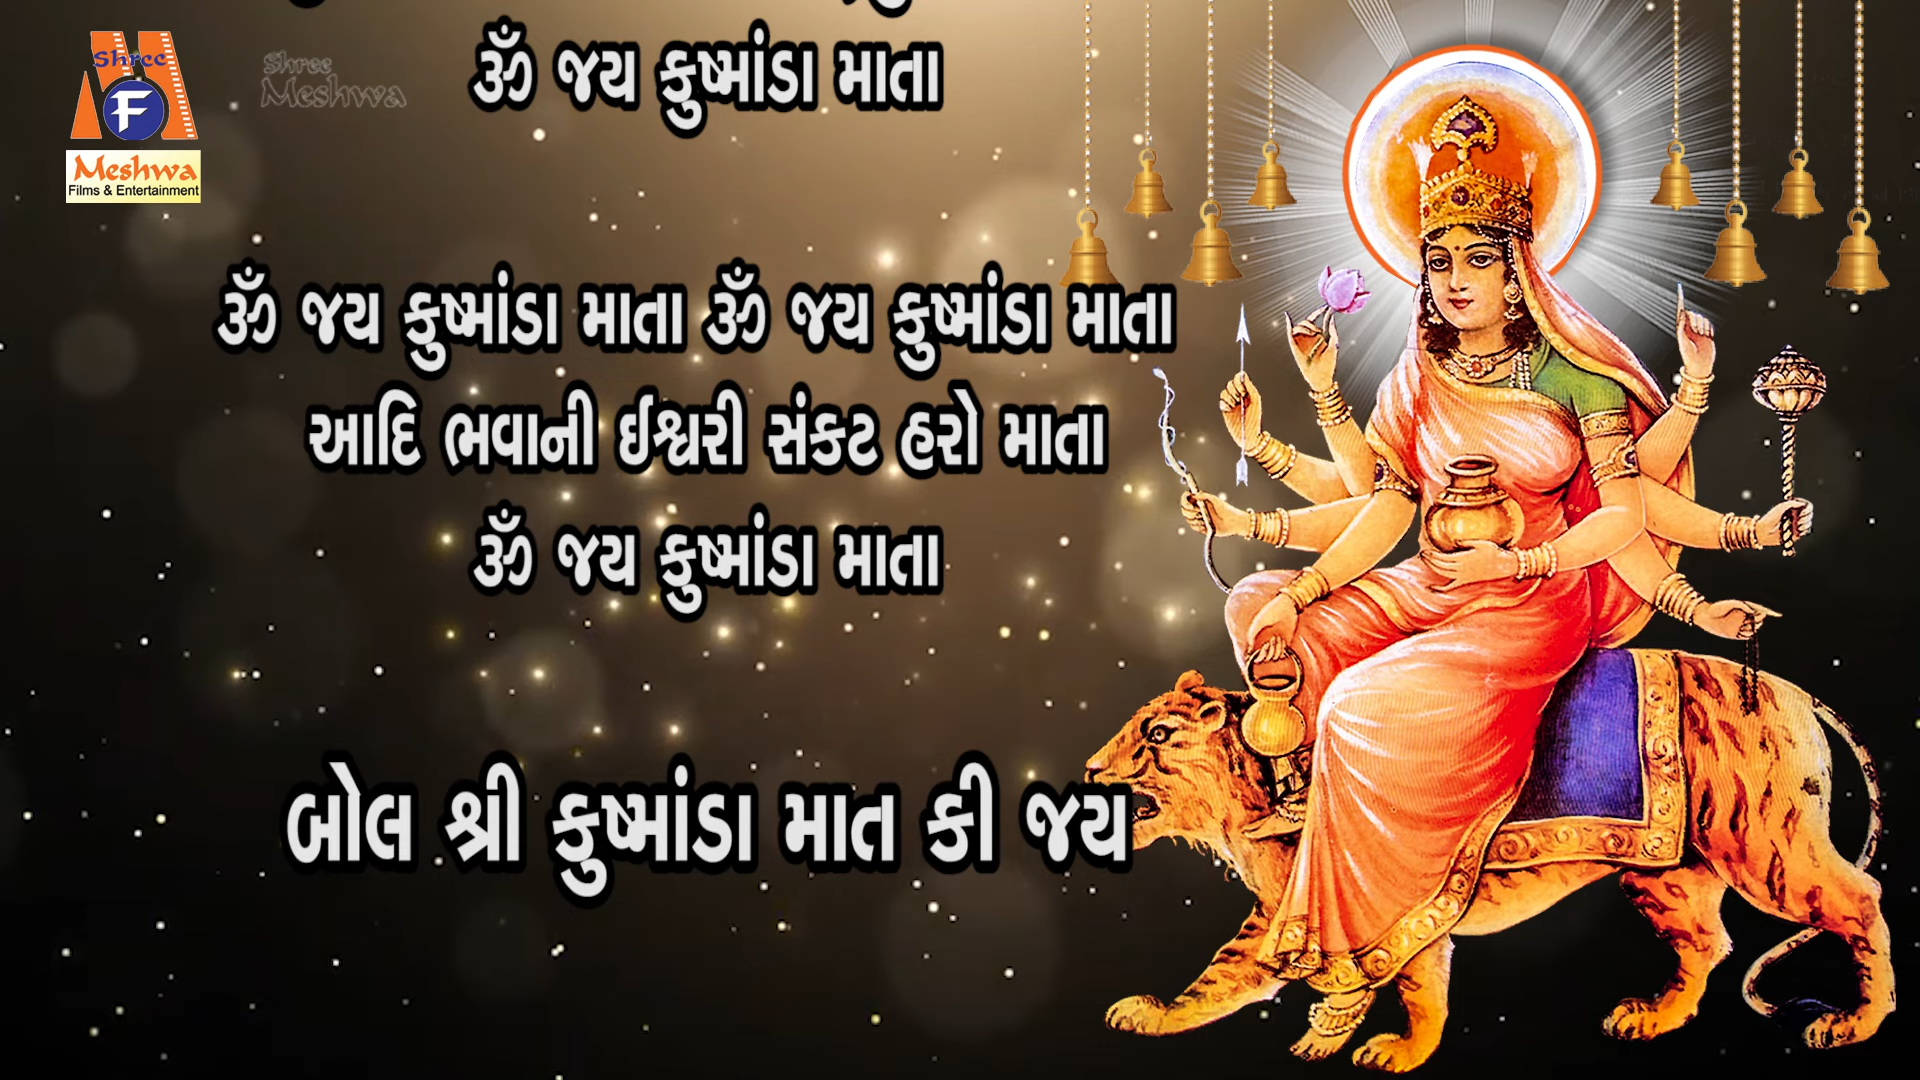 Shree
F
Meshwa
Films & Entertainment
Shree
Meshwa
ૐ જય કુષ્માંડા માતા
ૐ જય કુષ્માંડા માતા ૐ જય કુષ્માંડા માતા
આદિ ભવાની ઈશ્વરી સંકટ હરો માતા
ૐ જય કુષ્માંડા માતા
બોલ શ્રી કુષ્માંડા માત કી જય